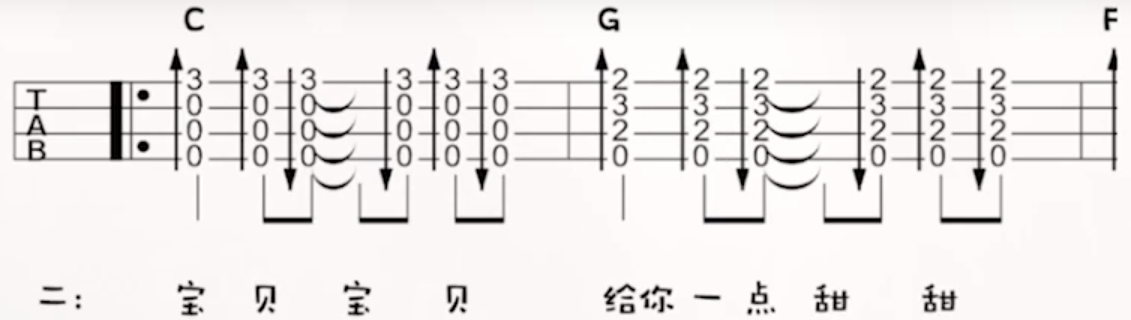 C G F
T 3 3 3 3 3 3 2 2 2 2 2 2
A 0 0 0 0 0 0 3 3 3 3 3 3
0 0 0 0 0 0 2 2 2 2 2 2
B 0 0 0 0 0 0 0 0 0 0 0 0
二: 宝 贝 宝 贝 给你 一 点 甜 甜